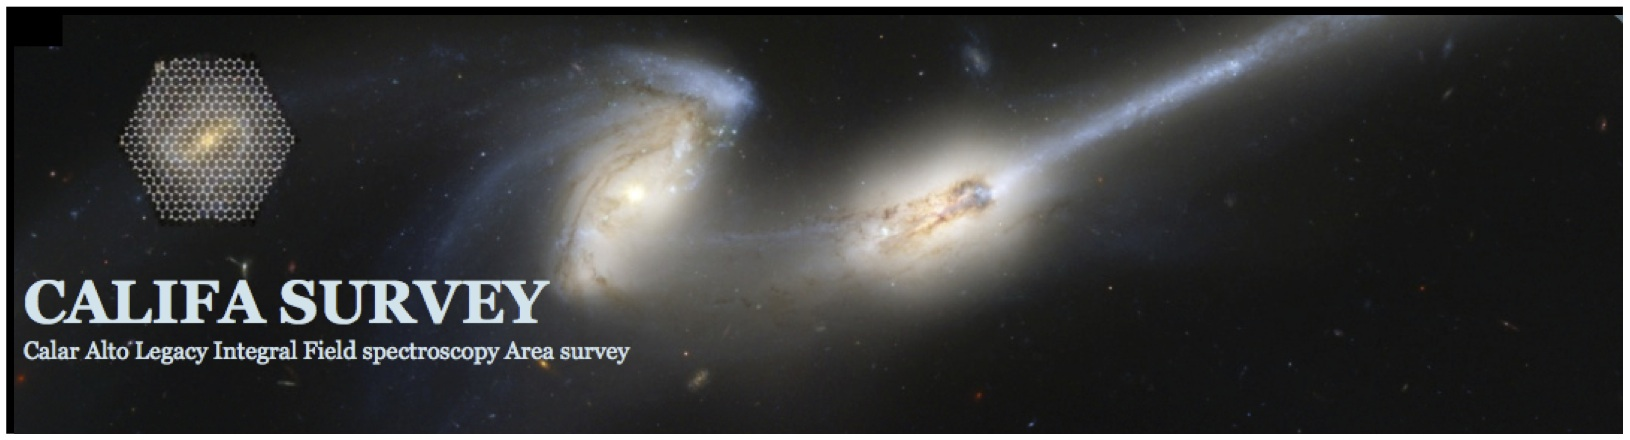 CALIFA SURVEY
Calar Alto Legacy Integral Field spectroscopy Area survey